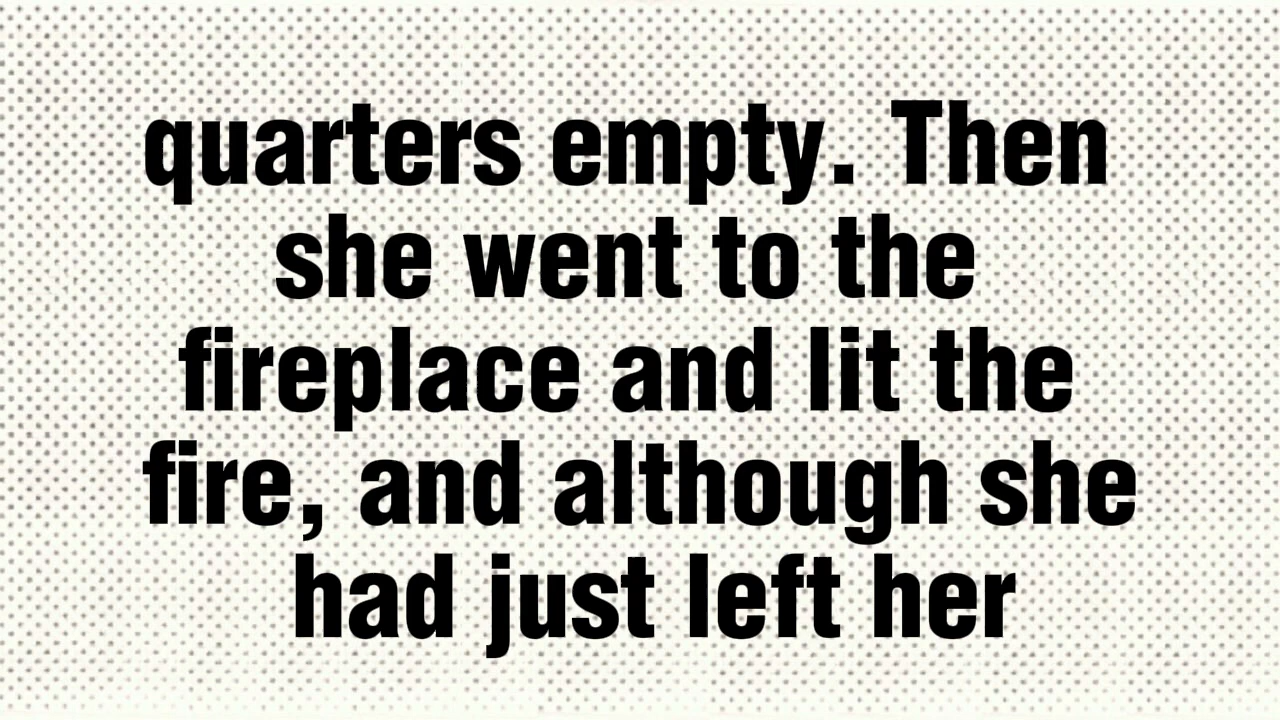 quarters empty. Then
she went to the
fireplace and lit the
fire, and although she
had just left her